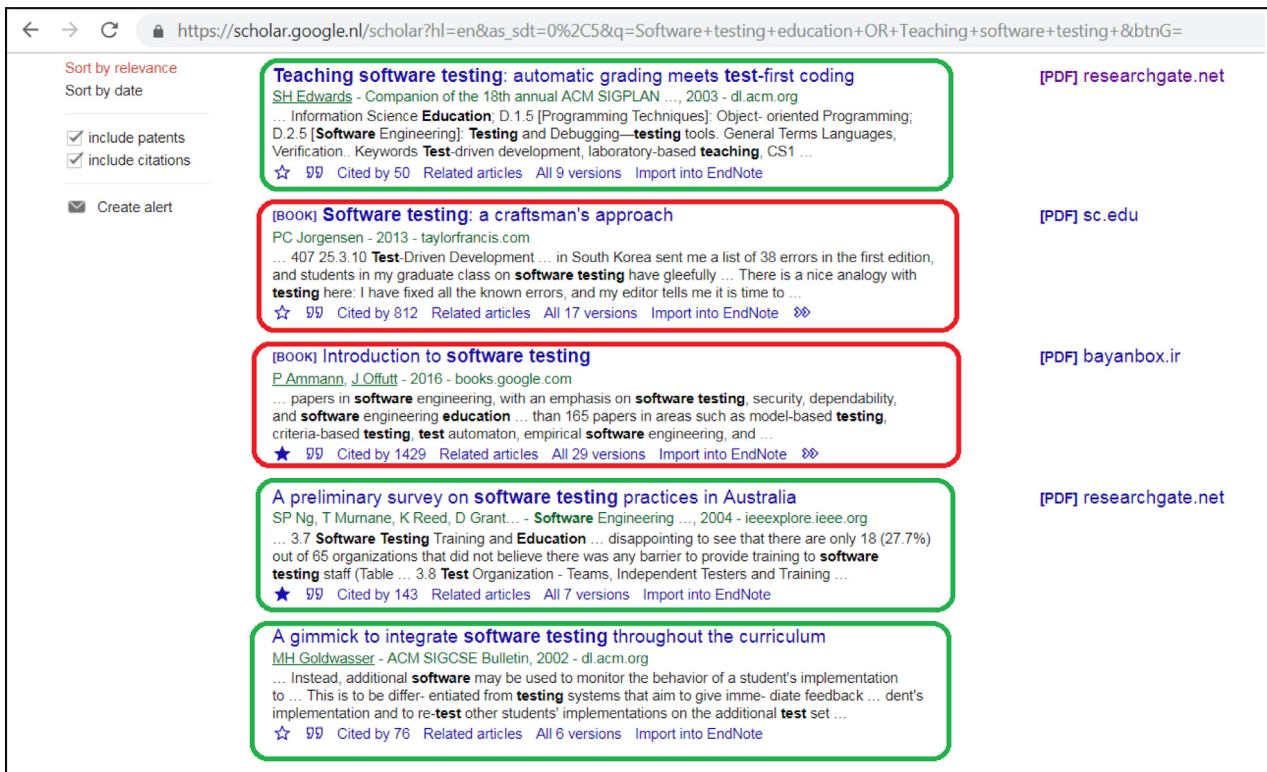 https://scholar.google.nl/scholar?hl=en&as_sdt=0%2C5&q=Software+testing+education+OR+Teaching+software+testing+&btnG=
Sort by relevance
Sort by date
include patents
include citations
Create alert
Teaching software testing: automatic grading meets test-first coding
[PDF] researchgate.net
SH Edwards - Companion of the 18th annual ACM SIGPLAN …, 2003 - dl.acm.org
… Information Science Education; D.1.5 [Programming Techniques]: Object- oriented Programming;
D.2.5 [Software Engineering]: Testing and Debugging—testing tools. General Terms Languages,
Verification.. Keywords Test-driven development, laboratory-based teaching, CS1 …
Cited by 50 Related articles All 9 versions Import into EndNote
[BOOK] Software testing: a craftsman's approach
[PDF] sc.edu
PC Jorgensen - 2013 - taylorfrancis.com
… 407 25.3.10 Test-Driven Development … in South Korea sent me a list of 38 errors in the first edition,
and students in my graduate class on software testing have gleefully … There is a nice analogy with
testing here: I have fixed all the known errors, and my editor tells me it is time to …
Cited by 812 Related articles All 17 versions Import into EndNote
[BOOK] Introduction to software testing
[PDF] bayanbox.ir
P Ammann, J Offutt - 2016 - books.google.com
… papers in software engineering, with an emphasis on software testing, security, dependability,
and software engineering education … than 165 papers in areas such as model-based testing,
criteria-based testing, test automaton, empirical software engineering, and …
Cited by 1429 Related articles All 29 versions Import into EndNote
A preliminary survey on software testing practices in Australia
[PDF] researchgate.net
SP Ng, T Murnane, K Reed, D Grant… - Software Engineering …, 2004 - ieeexplore.ieee.org
… 3.7 Software Testing Training and Education … disappointing to see that there are only 18 (27.7%)
out of 65 organizations that did not believe there was any barrier to provide training to software
testing staff (Table … 3.8 Test Organization - Teams, Independent Testers and Training …
Cited by 143 Related articles All 7 versions Import into EndNote
A gimmick to integrate software testing throughout the curriculum
MH Goldwasser - ACM SIGCSE Bulletin, 2002 - dl.acm.org
… Instead, additional software may be used to monitor the behavior of a student's implementation
to … This is to be differ- entiated from testing systems that aim to give imme- diate feedback … dent's
implementation and to re-test other students' implementations on the additional test set …
Cited by 76 Related articles All 6 versions Import into EndNote